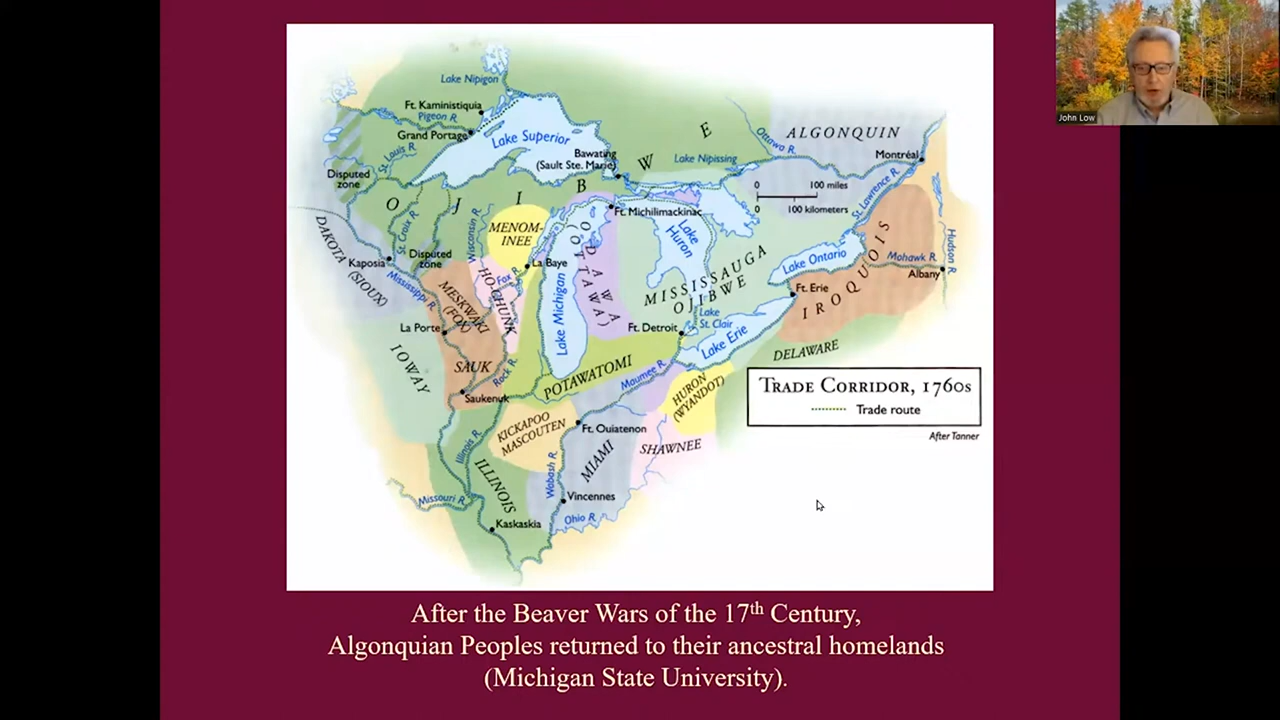 John Low
Lake Nipigon
Ft. Kaministiquia
Pigeon R.
Grand Portage
Lake Superior
St. Louis R.
Bawating
(Sault Ste. Marie)
Disputed
zone
O J I B W E
Lake Nipissing
Ottawa R.
ALGONQUIN
Montréal
0 100 miles
0 100 kilometers
St. Lawrence R.
St. Croix R.
Wisconsin R.
MENOM-
INEE
Ft. Michilimackinac
Lake
Huron
DAKOTA (SIOUX)
Kaposia
Disputed
zone
Mississippi R.
La Baye
Fox R.
HO-CHUNK
ODAWA
(OTTAWA)
Lake Michigan
MISSISSAUGA
OJIBWE
Lake Ontario
Mohawk R.
Hudson R.
Albany
IROQUOIS
Ft. Erie
MESKWAKI
(FOX)
La Porte
Ft. Detroit
Lake
St. Clair
Lake Erie
DELAWARE
IOWAY
SAUK
Rock R.
Saukenuk
POTAWATOMI
Maumee R.
HURON
(WYANDOT)
TRADE CORRIDOR, 1760s
Trade route
After Tanner
KICKAPOO
MASCOUTEN
Ft. Ouiatenon
MIAMI
SHAWNEE
Illinois R.
ILLINOIS
Wabash R.
Missouri R.
Vincennes
Kaskaskia
Ohio R.
After the Beaver Wars of the 17th Century,
Algonquian Peoples returned to their ancestral homelands
(Michigan State University).